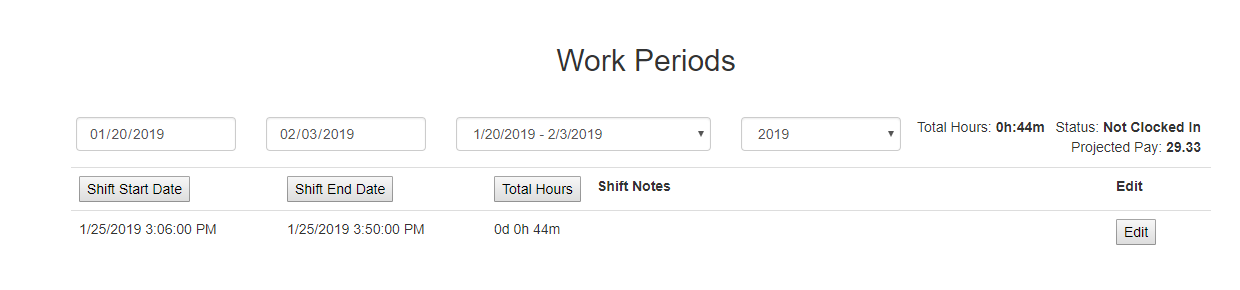 Work Periods
01/20/2019 02/03/2019 1/20/2019 - 2/3/2019 2019 Total Hours: 0h:44m Status: Not Clocked In
Projected Pay: 29.33
Shift Start Date Shift End Date Total Hours Shift Notes Edit
1/25/2019 3:06:00 PM 1/25/2019 3:50:00 PM 0d 0h 44m Edit